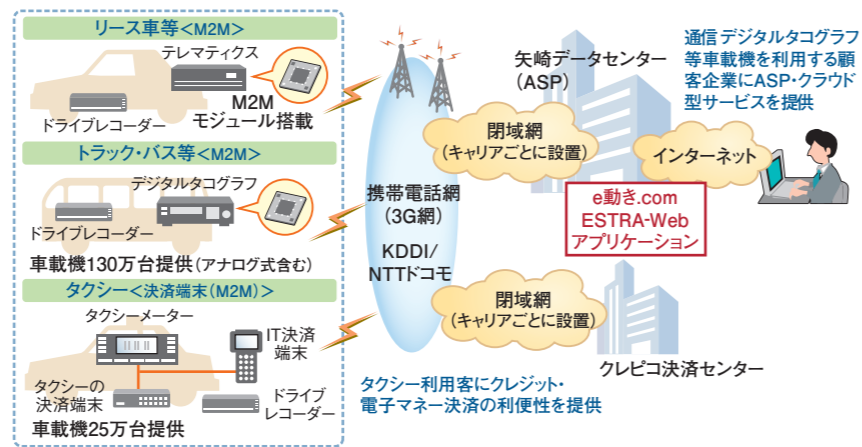 リース車等<M2M>
テレマティクス
M2M
モジュール搭載
ドライブレコーダー
トラック・バス等<M2M>
デジタルタコグラフ
ドライブレコーダー
車載機130万台提供(アナログ式含む)
タクシー<決済端末(M2M)>
タクシーメーター
IT決済
端末
タクシーの
決済端末
ドライブ
レコーダー
車載機25万台提供
携帯電話網
(3G網)
KDDI/
NTTドコモ
矢崎データセンター
(ASP)
閉域網
(キャリアごとに設置)
インターネット
通信デジタルタコグラフ
等車載機を利用する顧
客企業にASP・クラウド
型サービスを提供
e動き.com
ESTRA-Web
アプリケーション
閉域網
(キャリアごとに設置)
クレピコ決済センター
タクシー利用客にクレジット・
電子マネー決済の利便性を提供